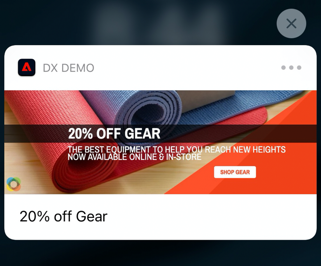 DX DEMO
20% OFF GEAR
THE BEST EQUIPMENT TO HELP YOU REACH NEW HEIGHTS
NOW AVAILABLE ONLINE & IN-STORE
SHOP GEAR
20% off Gear